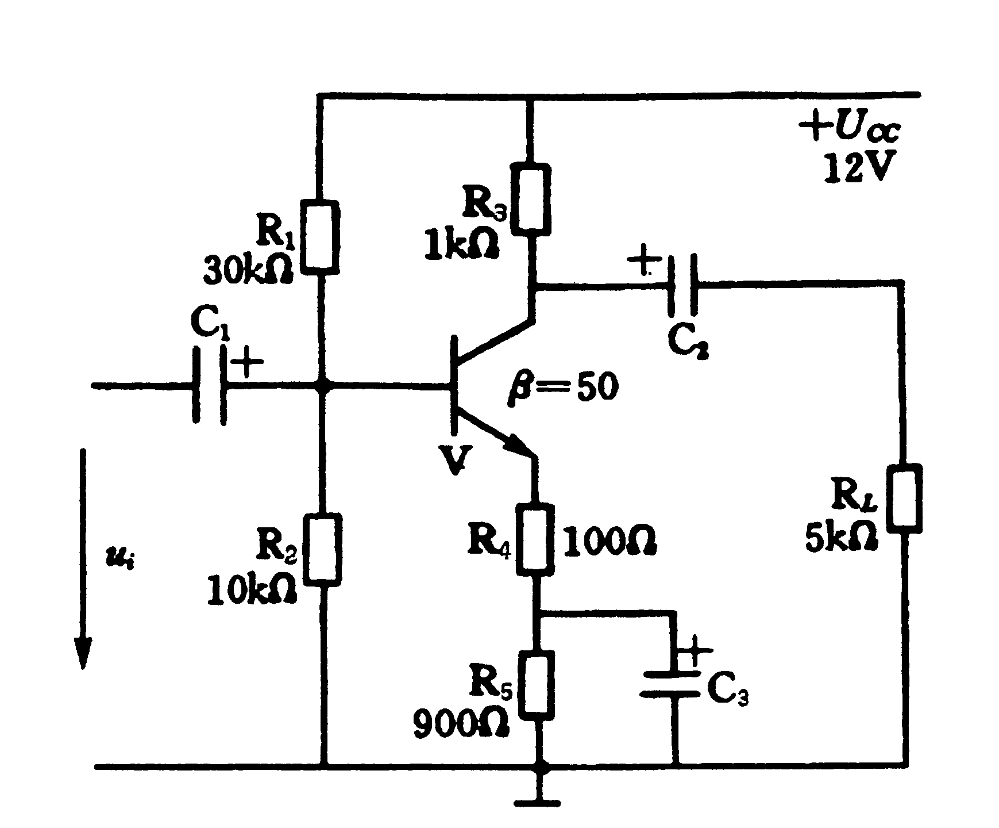 +U_CC
12V
R₃
1kΩ
R₁
30kΩ
+
C₁
+
C₂
β=50
V
R_L
5kΩ
R₄ 100Ω
R₂
10kΩ
u_i
+
R₅
900Ω
C₃